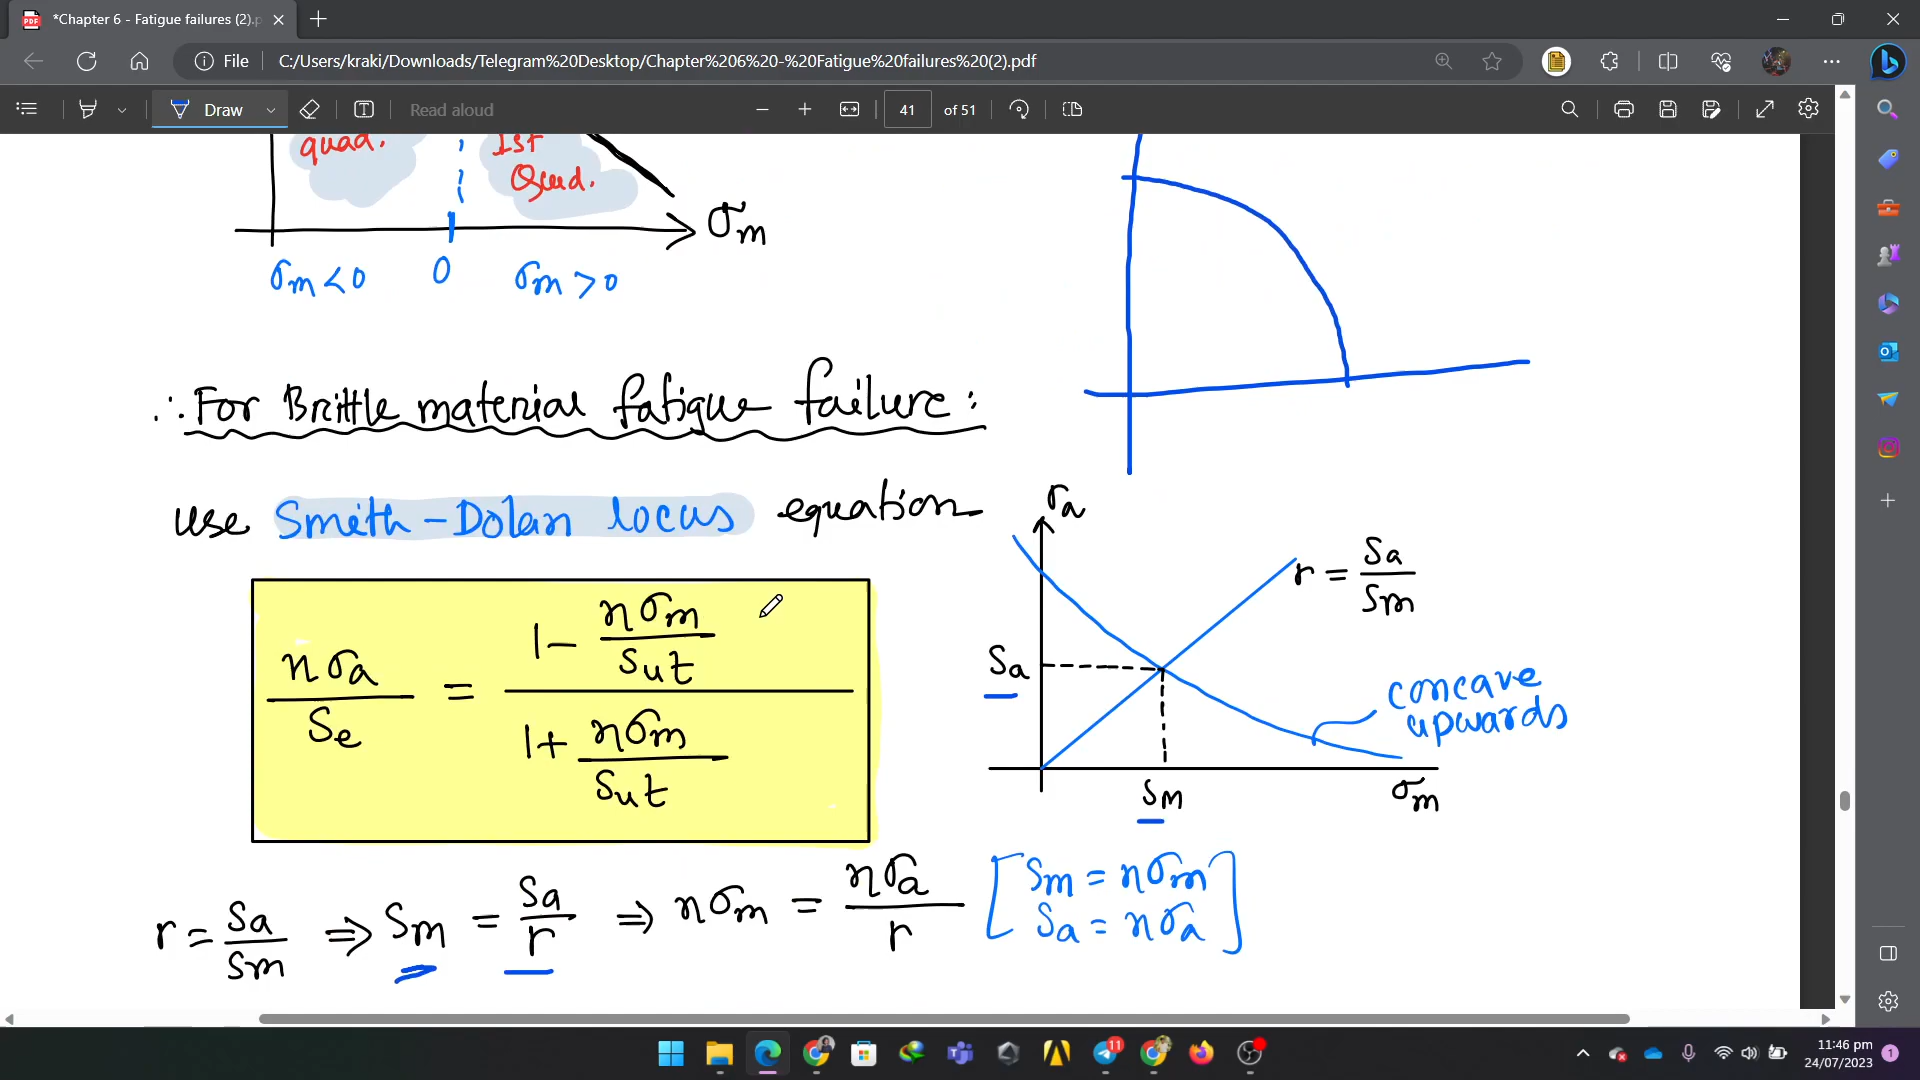 *Chapter 6 - Fatigue failures (2).p
File
C:/Users/kraki/Downloads/Telegram%20Desktop/Chapter%206%20-%20Fatigue%20failures%20(2).pdf
Draw
Read aloud
41
of 51
quad.
1st
Quad.
σm
σm < 0
0
σm > 0
∴ For Brittle material fatigue failure :
use Smith-Dolan locus equation
nσa / Se = (1 - nσm / Sut) / (1 + nσm / Sut)
σa
r = Sa / Sm
Sa
concave
upwards
Sm
σm
r = Sa / Sm ⇒ Sm = Sa / r ⇒ nσm = nσa / r
[Sm = nσm
Sa = nσa]
11
11:46 pm
24/07/2023
1